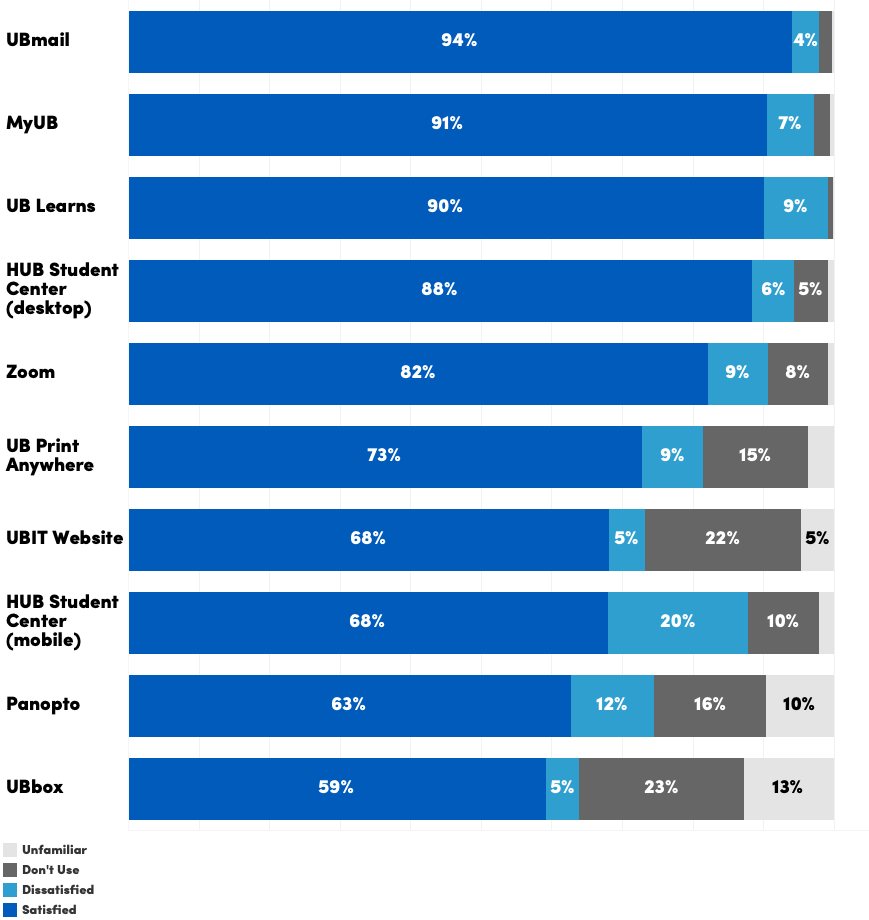 UBmail 94% 4%
MyUB 91% 7%
UB Learns 90% 9%
HUB Student
Center
(desktop) 88% 6% 5%
Zoom 82% 9% 8%
UB Print
Anywhere 73% 9% 15%
UBIT Website 68% 5% 22% 5%
HUB Student
Center
(mobile) 68% 20% 10%
Panopto 63% 12% 16% 10%
UBbox 59% 5% 23% 13%
Unfamiliar
Don't Use
Dissatisfied
Satisfied